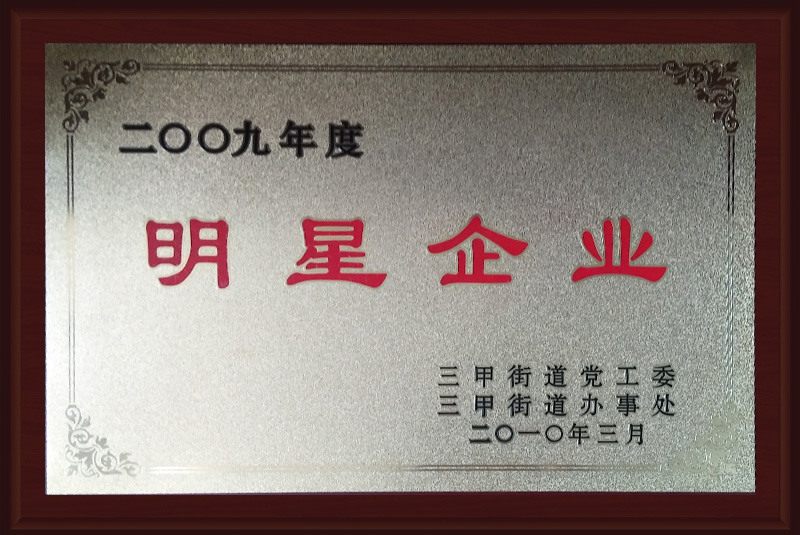 二〇〇九年度
明星企业
三甲街道党工委
三甲街道办事处
二〇一〇年三月